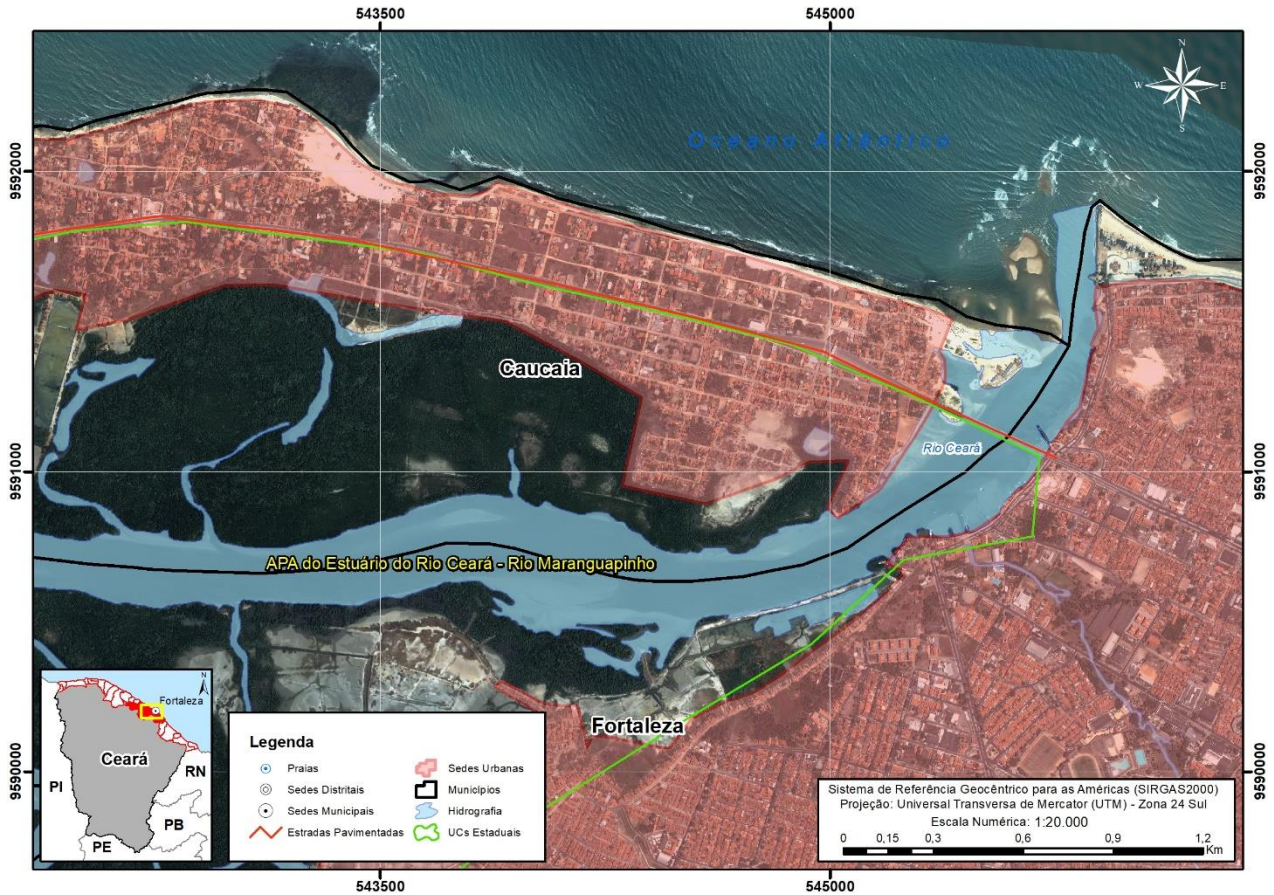 543500
545000
N
W
E
S
Oceano Atlântico
9592000
9592000
Caucaia
Rio Ceará
9591000
9591000
APA do Estuário do Rio Ceará - Rio Maranguapinho
Fortaleza
N
Fortaleza
Ceará
RN
PI
PB
PE
Legenda
Praias
Sedes Distritais
Sedes Municipais
Estradas Pavimentadas
Sedes Urbanas
Municípios
Hidrografia
UCs Estaduais
Sistema de Referência Geocêntrico para as Américas (SIRGAS2000)
Projeção: Universal Transversa de Mercator (UTM) - Zona 24 Sul
Escala Numérica: 1:20.000
0 0,15 0,3 0,6 0,9 1,2
Km
9590000
9590000
543500
545000